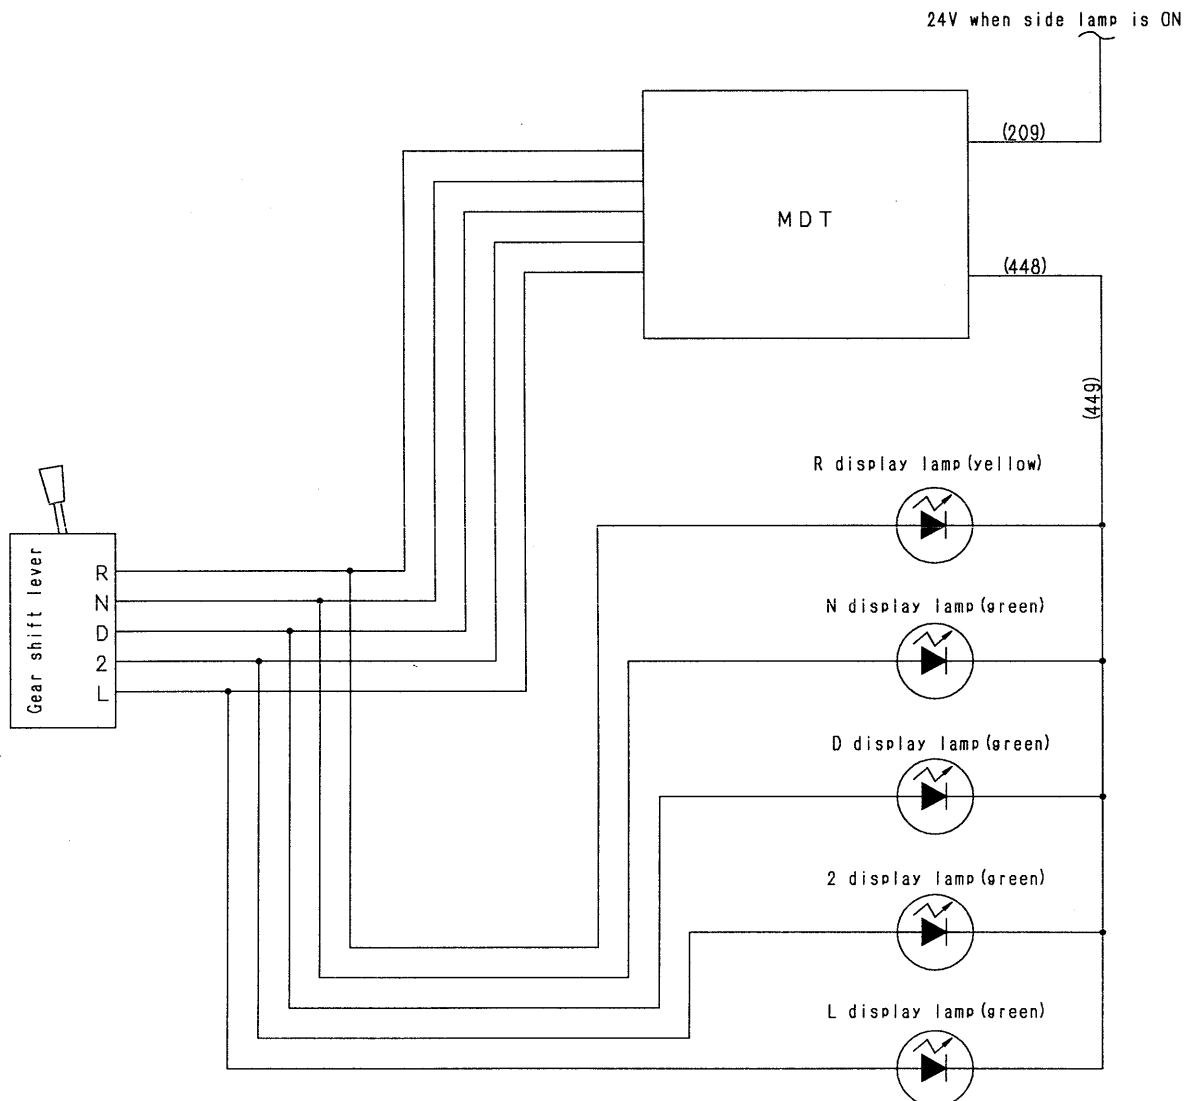 24V when side lamp is ON
(209)
MDT
(448)
(449)
R display lamp(yellow)
Gear shift lever
R
N
D
2
L
N display lamp(green)
D display lamp(green)
2 display lamp(green)
L display lamp(green)